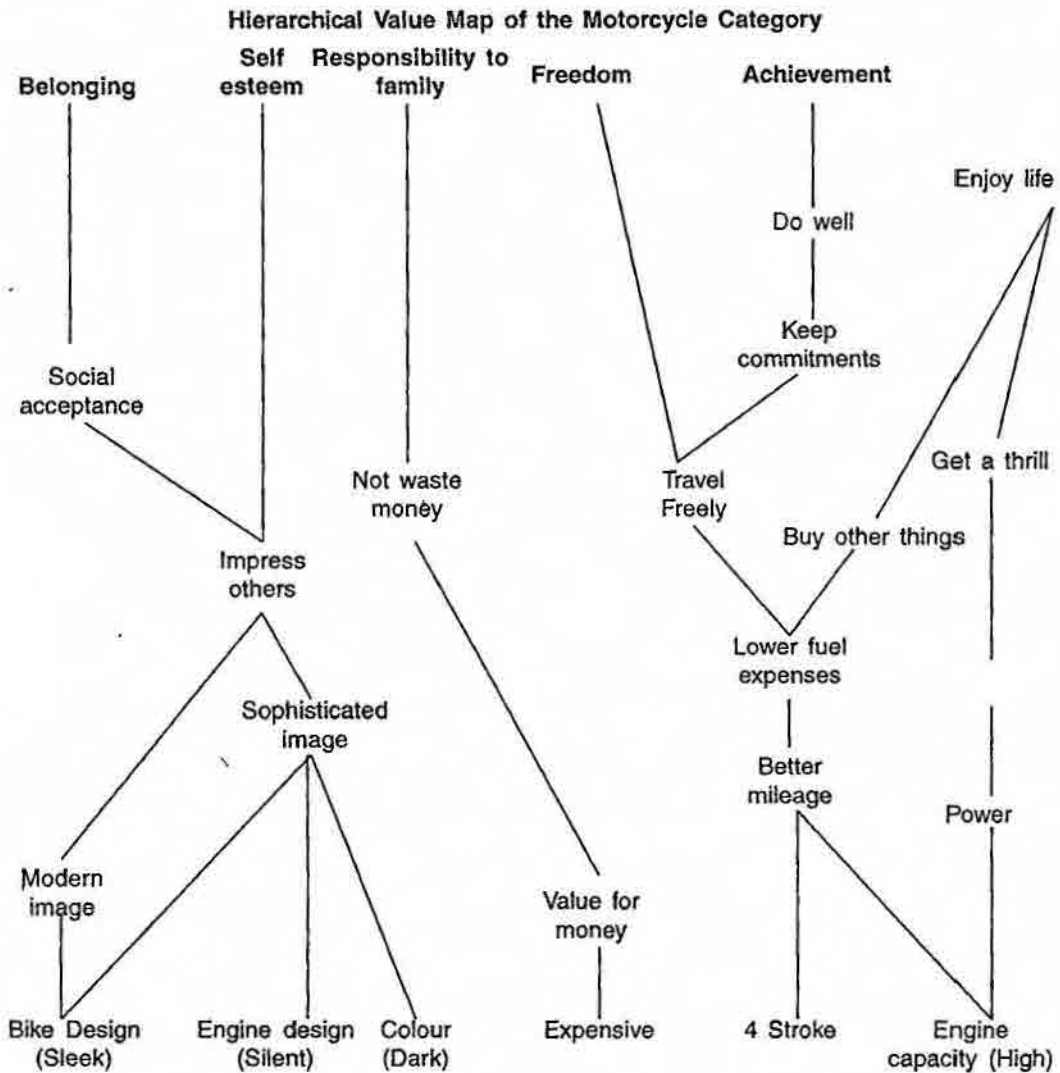 Hierarchical Value Map of the Motorcycle Category
Belonging
Self
esteem
Responsibility to
family
Freedom
Achievement
Enjoy life
Do well
Keep
commitments
Social
acceptance
Not waste
money
Travel
Freely
Get a thrill
Buy other things
Impress
others
Lower fuel
expenses
Sophisticated
image
Better
mileage
Power
Modern
image
Value for
money
Bike Design
(Sleek)
Engine design
(Silent)
Colour
(Dark)
Expensive
4 Stroke
Engine
capacity (High)